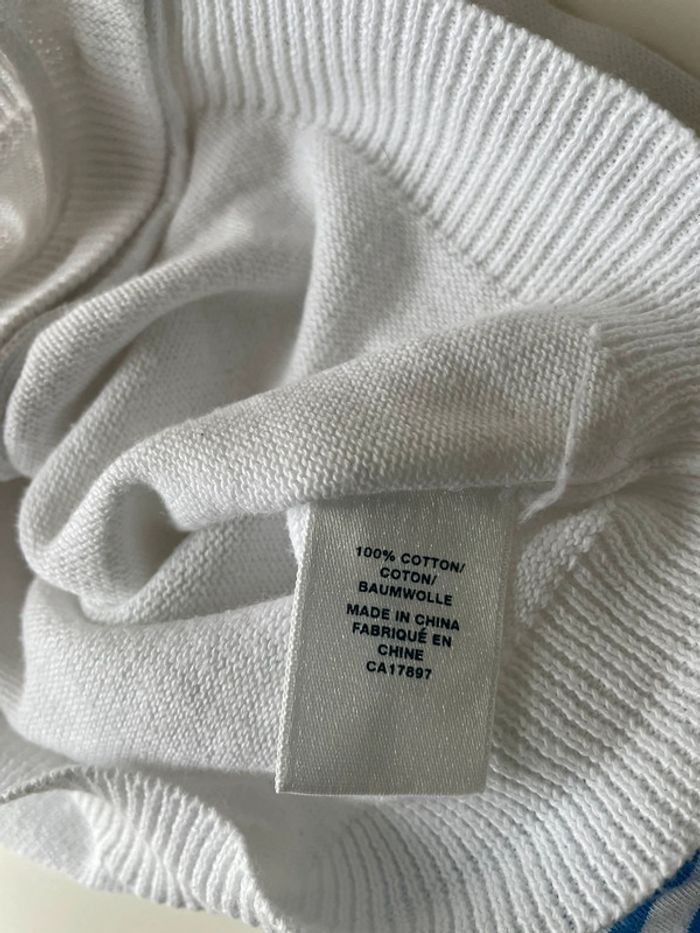 100% COTTON/
COTON/
BAUMWOLLE
MADE IN CHINA
FABRIQUÉ EN
CHINE
CA17897